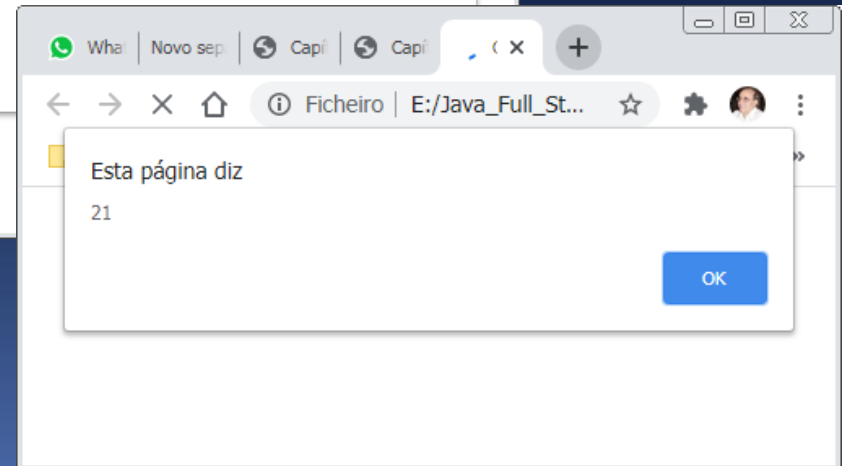 Wha Novo sep Capí Capí
Ficheiro E:/Java_Full_St...
Esta página diz
21
OK